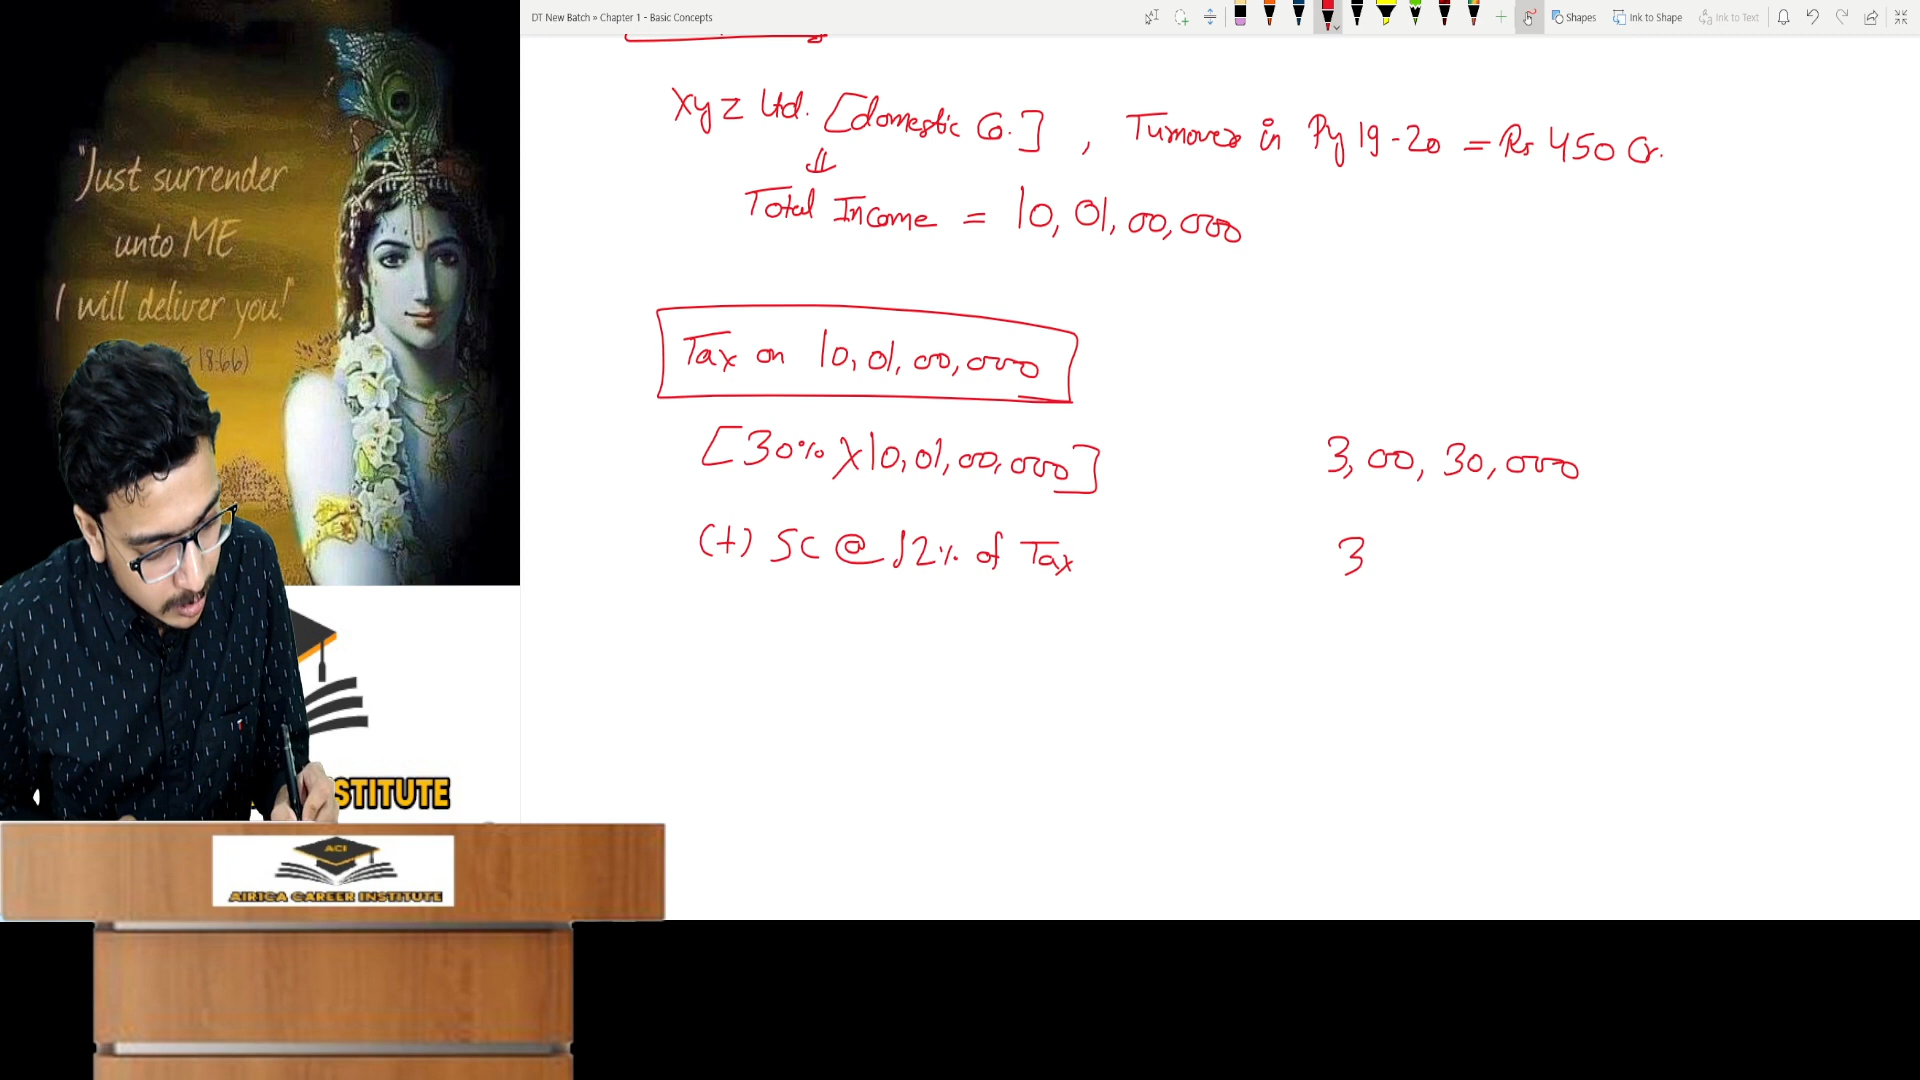 DT New Batch » Chapter 1 - Basic Concepts
Shapes
Ink to Shape
Ink to Text
"Just surrender
unto ME
I will deliver you!"
18:66)
XYZ Ltd. [domestic Co.], Turnover in Py 19-20 = Rs 450 Cr.
Total Income = 10,01,00,000
Tax on 10,01,00,000
[30% X 10,01,00,000] 3,00,30,000
(+) SC @ 12% of Tax 3
STITUTE
ACI
AIRICA CAREER INSTITUTE